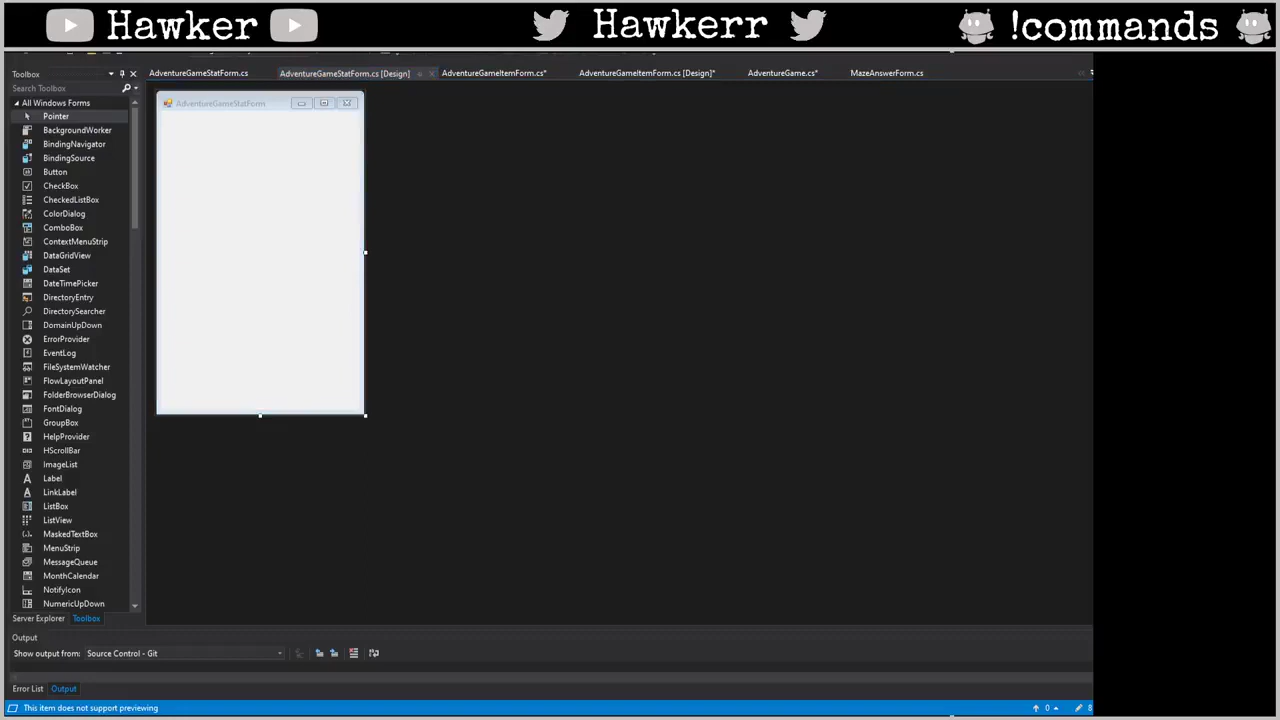 Hawker
Hawkerr
!commands
Toolbox
AdventureGameStatForm.cs
AdventureGameStatForm.cs [Design]
AdventureGameItemForm.cs*
AdventureGameItemForm.cs [Design]*
AdventureGame.cs*
MazeAnswerForm.cs
Search Toolbox
All Windows Forms
AdventureGameStatForm
Pointer
BackgroundWorker
BindingNavigator
BindingSource
Button
CheckBox
CheckedListBox
ColorDialog
ComboBox
ContextMenuStrip
DataGridView
DataSet
DateTimePicker
DirectoryEntry
DirectorySearcher
DomainUpDown
ErrorProvider
EventLog
FileSystemWatcher
FlowLayoutPanel
FolderBrowserDialog
FontDialog
GroupBox
HelpProvider
HScrollBar
ImageList
Label
LinkLabel
ListBox
ListView
MaskedTextBox
MenuStrip
MessageQueue
MonthCalendar
NotifyIcon
NumericUpDown
Server Explorer
Toolbox
Output
Show output from:
Source Control - Git
Error List
Output
This item does not support previewing
0
8